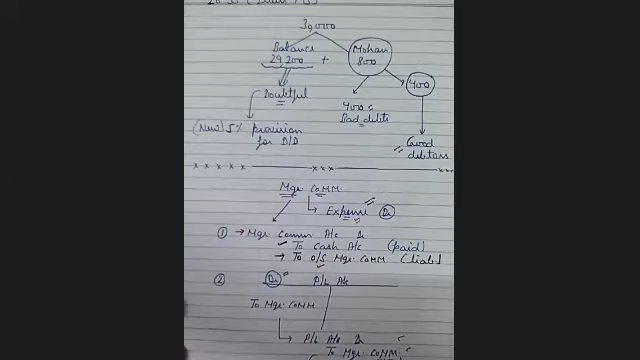 30,000
Balance
29,200 + Mohan
800
400
Doubtful
400
Bad debts
(New) 5% provision
for D/D
Good
debtors
x x x x x x x x x x
Mgr. COMM.
Expense Dr
① → Mgr. Comm A/c Dr
To Cash A/c (paid)
→ To O/S Mgr. COMM (liab)
② Dr P/L A/c
To Mgr. COMM
P/L A/c Dr
To Mgr. COMM